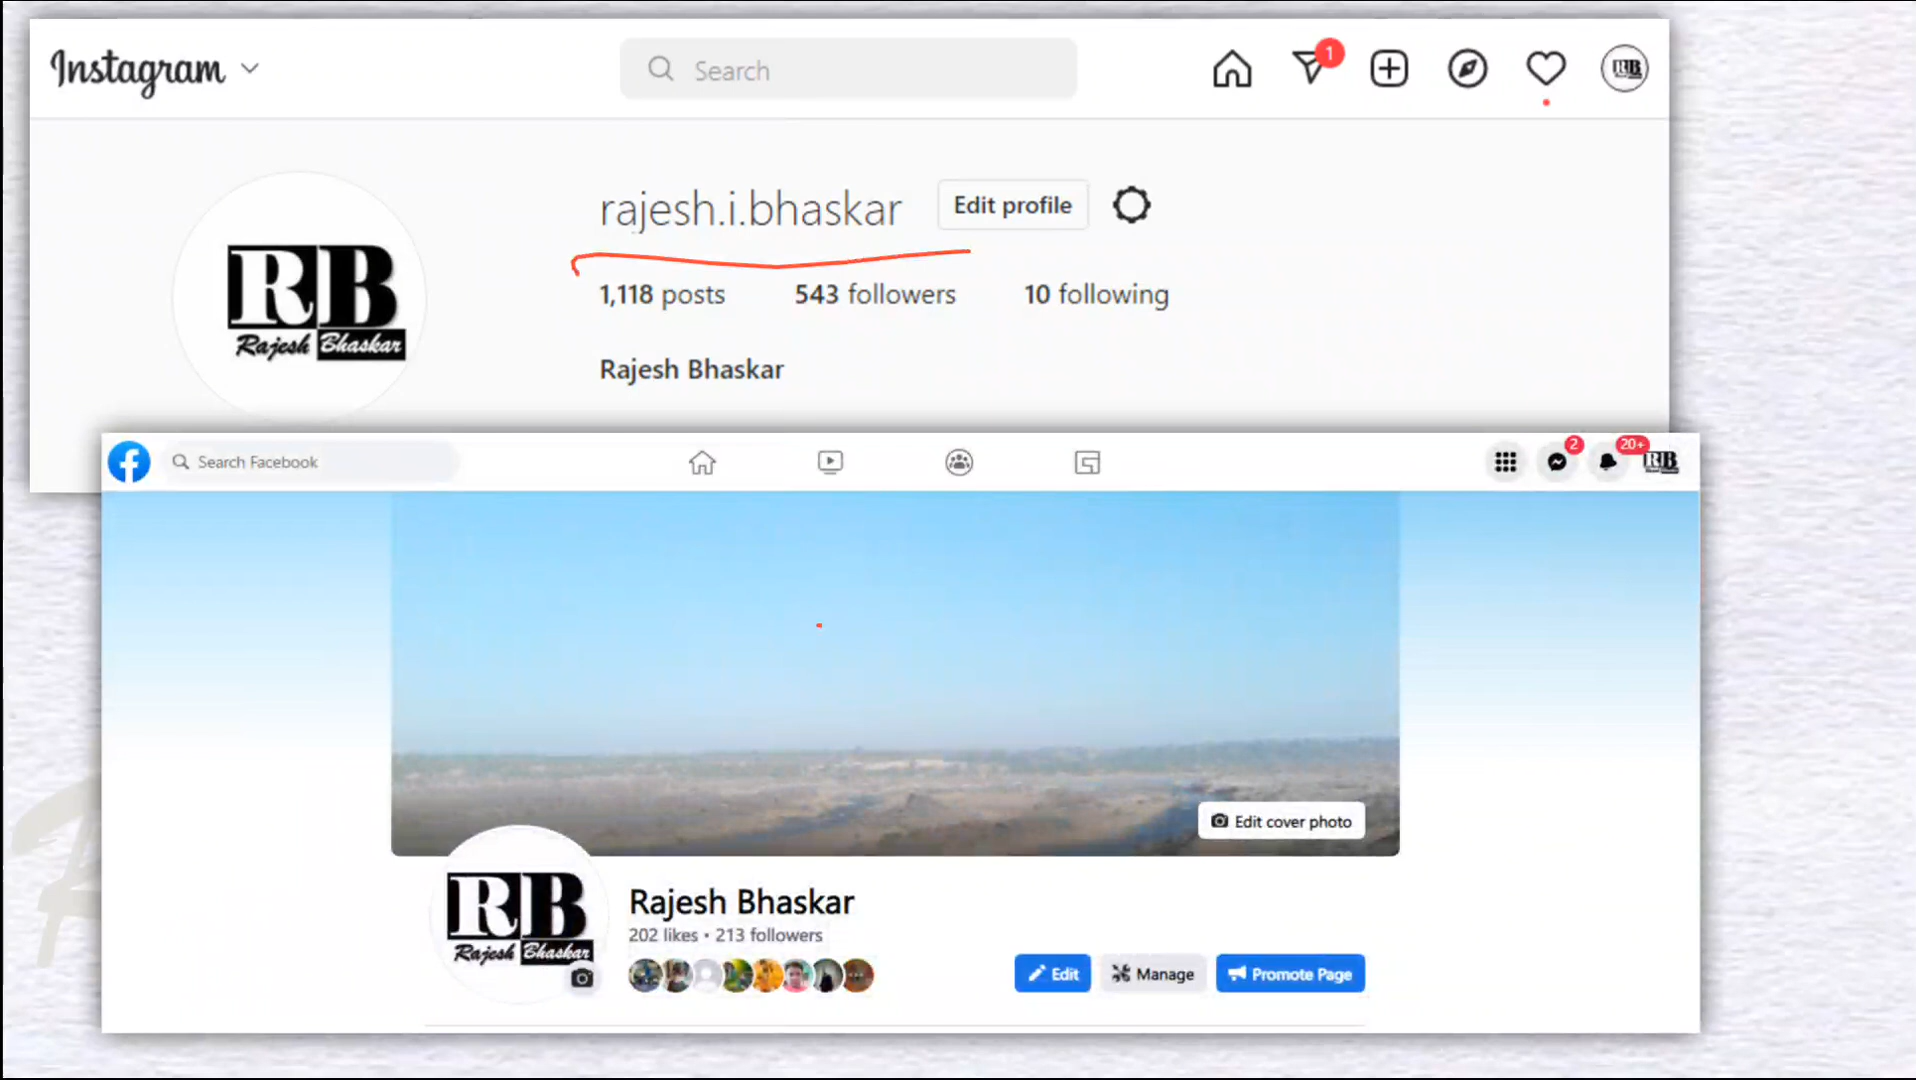 Instagram
Search
1
RB
rajesh.i.bhaskar Edit profile
1,118 posts 543 followers 10 following
Rajesh Bhaskar
RB
Rajesh Bhaskar
Search Facebook
2
20+
RB
Edit cover photo
RB
Rajesh Bhaskar
Rajesh Bhaskar
202 likes • 213 followers
Edit Manage Promote Page